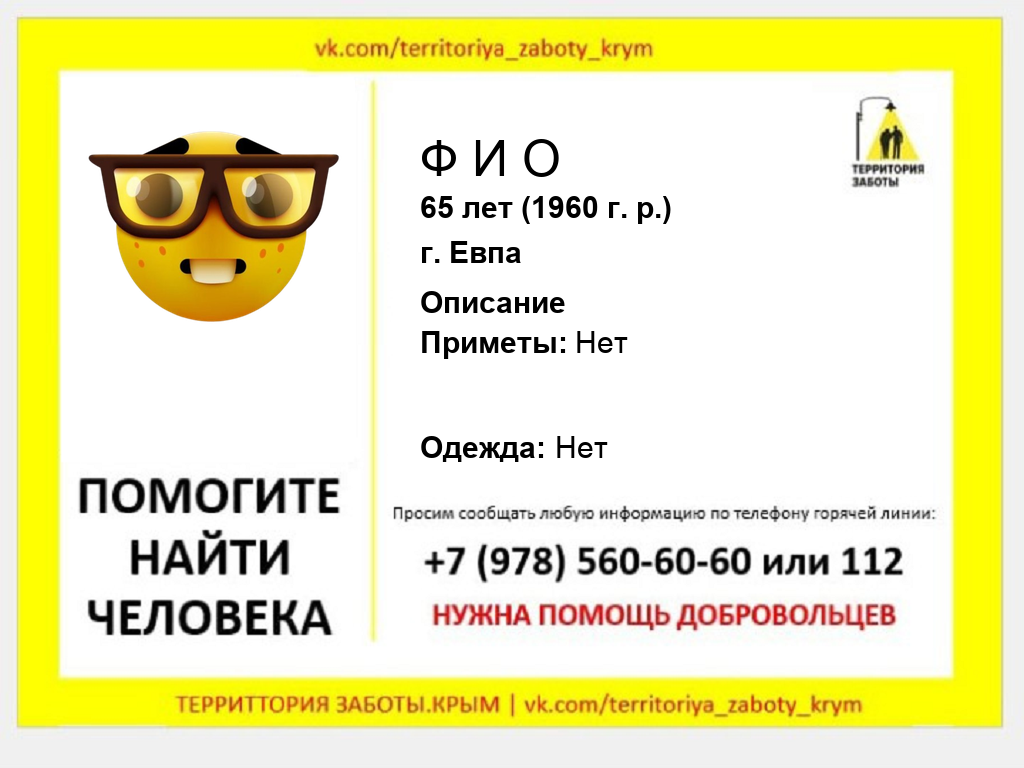 vk.com/territoriya_zaboty_krym
ТЕРРИТОРИЯ
ЗАБОТЫ
Ф И О
65 лет (1960 г. р.)
г. Евпа
Описание
Приметы: Нет
Одежда: Нет
ПОМОГИТЕ
НАЙТИ
ЧЕЛОВЕКА
Просим сообщать любую информацию по телефону горячей линии:
+7 (978) 560-60-60 или 112
НУЖНА ПОМОЩЬ ДОБРОВОЛЬЦЕВ
ТЕРРИТТОРИЯ ЗАБОТЫ.КРЫМ | vk.com/territoriya_zaboty_krym